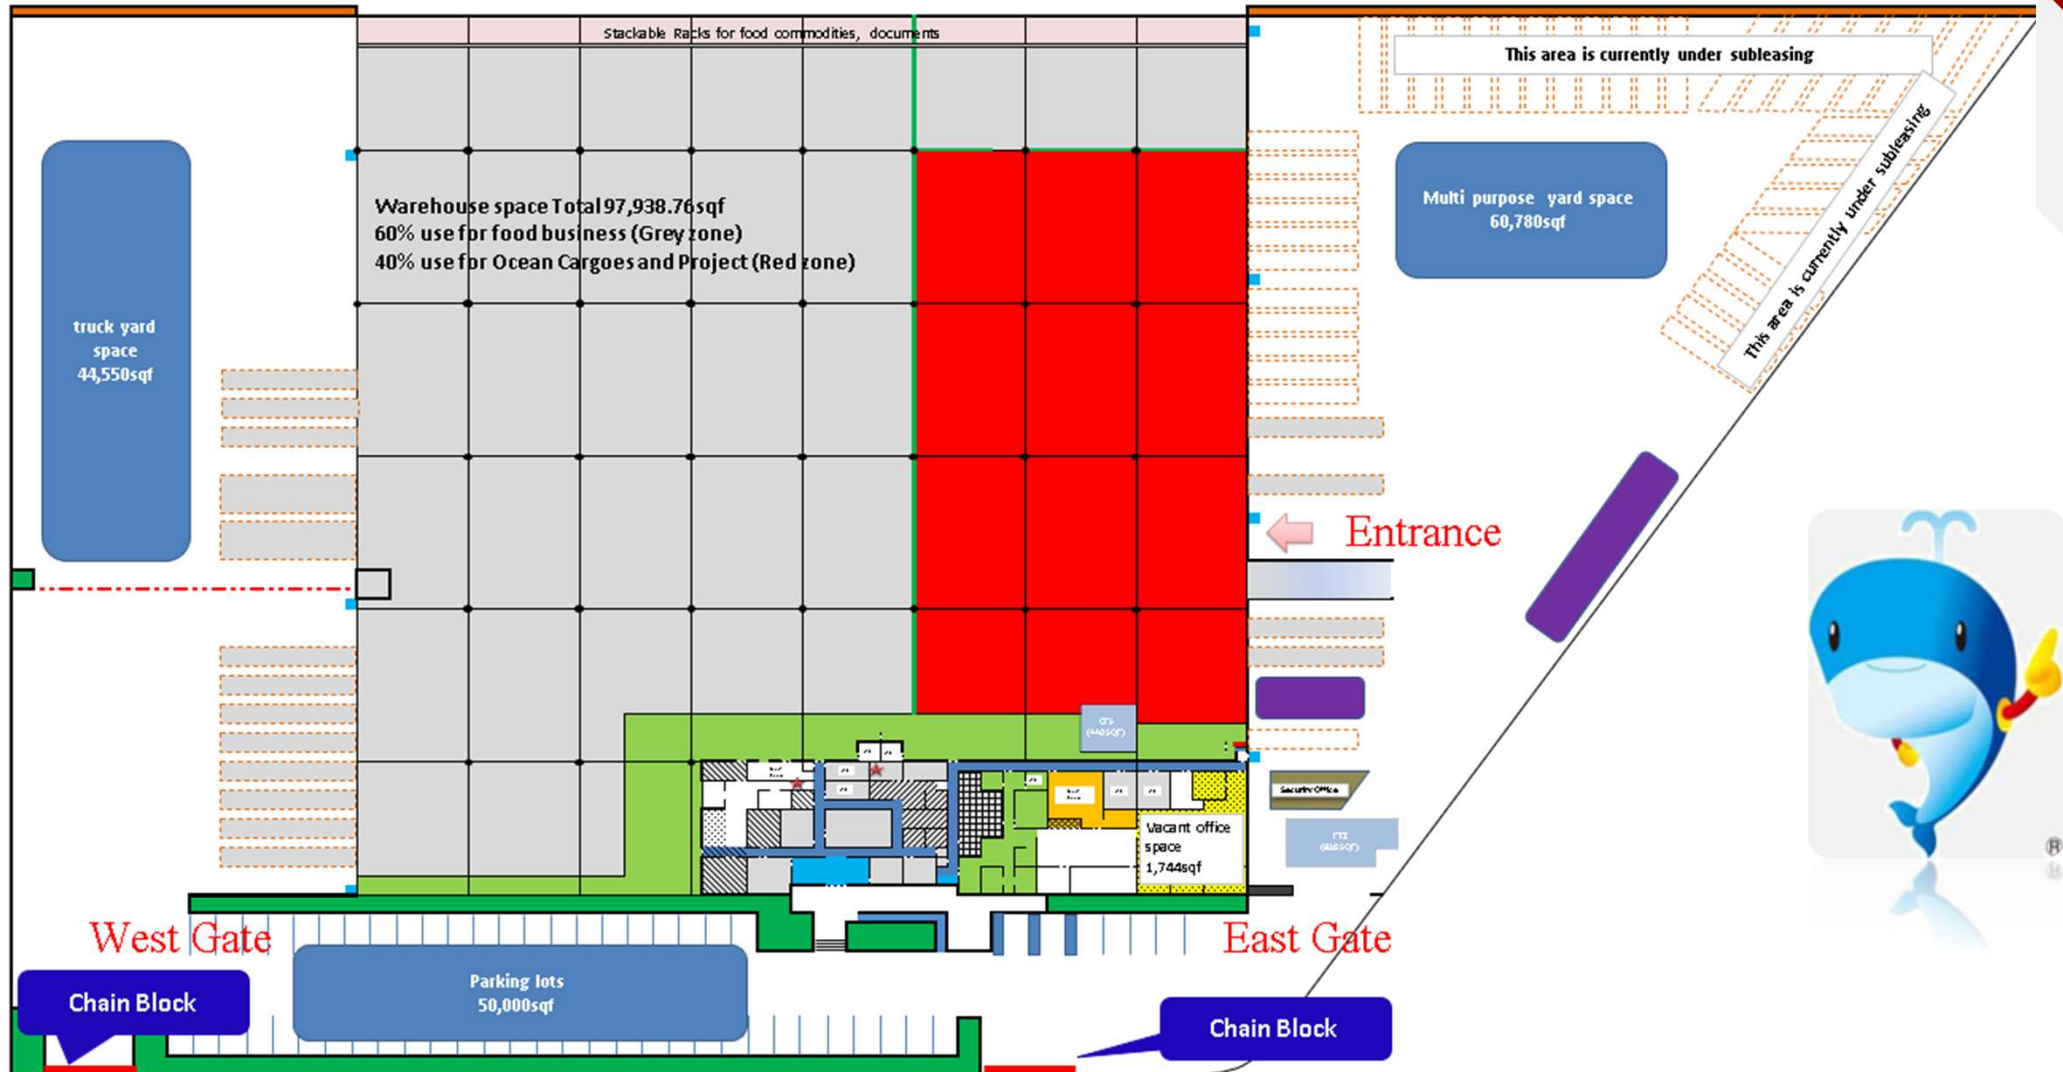 Stackable Racks for food commodities, documents
This area is currently under subleasing
This area is currently under subleasing
Warehouse space Total 97,938.76sqf
60% use for food business (Grey zone)
40% use for Ocean Cargoes and Project (Red zone)
Multi purpose yard space
60,780sqf
truck yard
space
44,550sqf
Entrance
Security Office
Vacant office
space
1,744sqf
West Gate
East Gate
Parking lots
50,000sqf
Chain Block
Chain Block
®